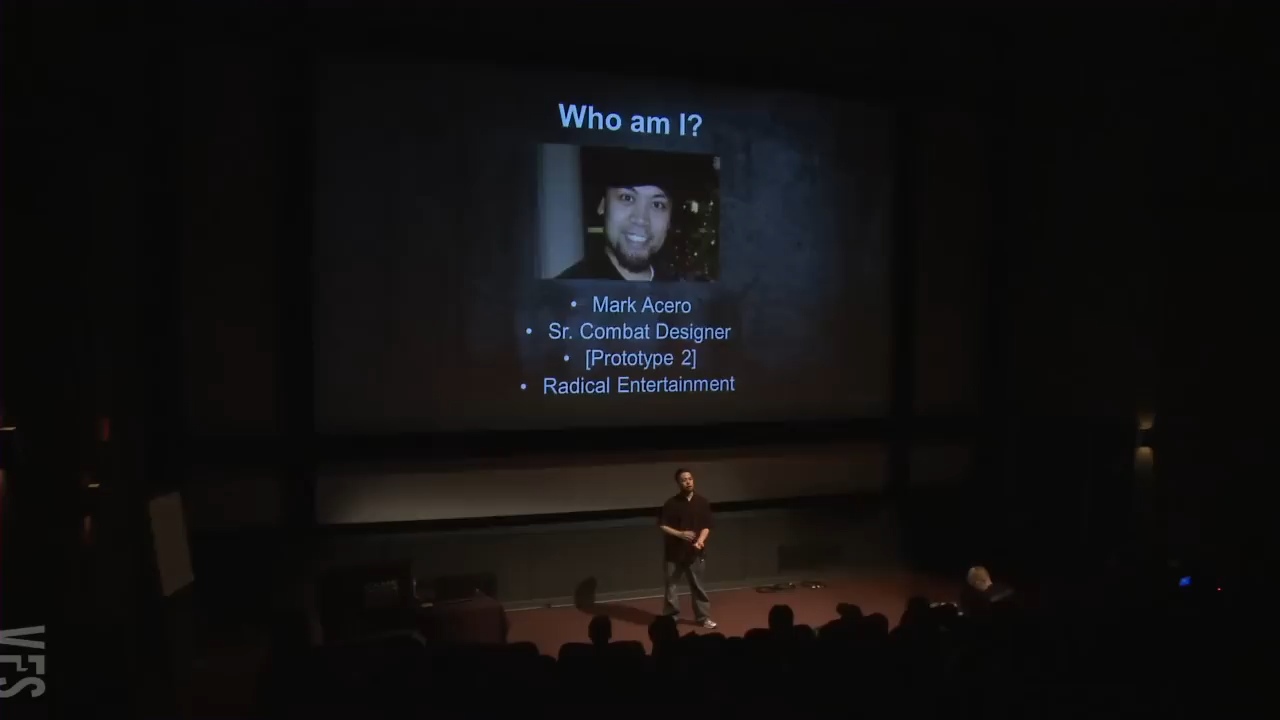 Who am I?
• Mark Acero
• Sr. Combat Designer
• [Prototype 2]
• Radical Entertainment
VFS